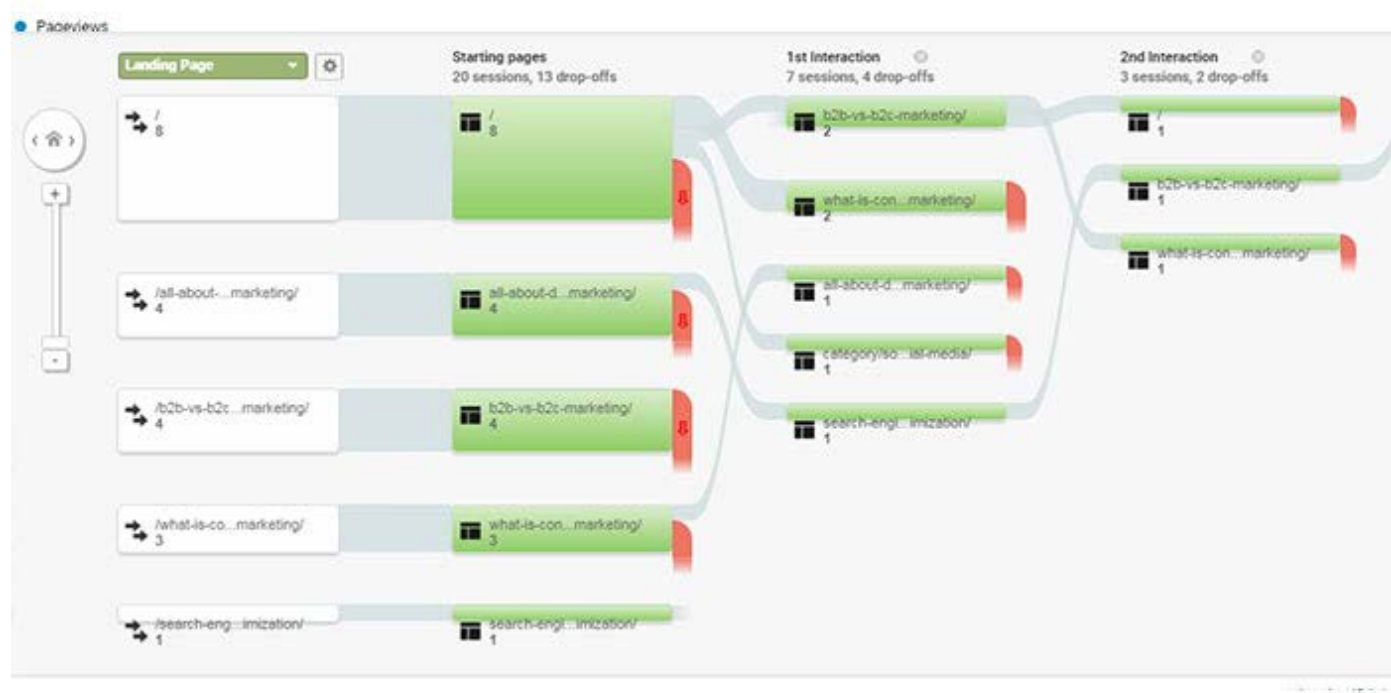 Pageviews
Landing Page
Starting pages
20 sessions, 13 drop-offs
1st Interaction
7 sessions, 4 drop-offs
2nd Interaction
3 sessions, 2 drop-offs
/
8
/
8
b2b-vs-b2c-marketing/
2
/
1
what-is-con...marketing/
2
b2b-vs-b2c-marketing/
1
what-is-con...marketing/
1
/all-about-...marketing/
4
all-about-d...marketing/
4
all-about-d...marketing/
1
category/so...ial-media/
1
/b2b-vs-b2c...marketing/
4
b2b-vs-b2c-marketing/
4
search-engi...imization/
1
/what-is-co...marketing/
3
what-is-con...marketing/
3
/search-eng...imization/
1
search-engi...imization/
1